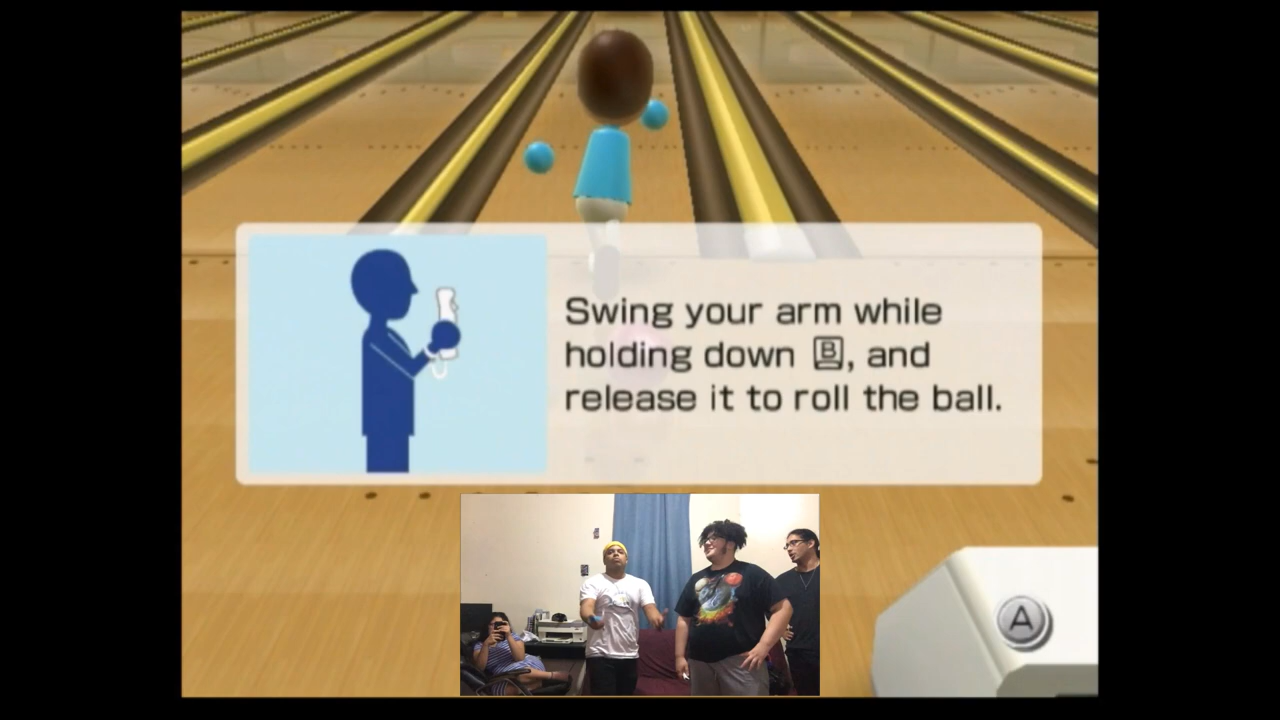 Swing your arm while
holding down B, and
release it to roll the ball.
A